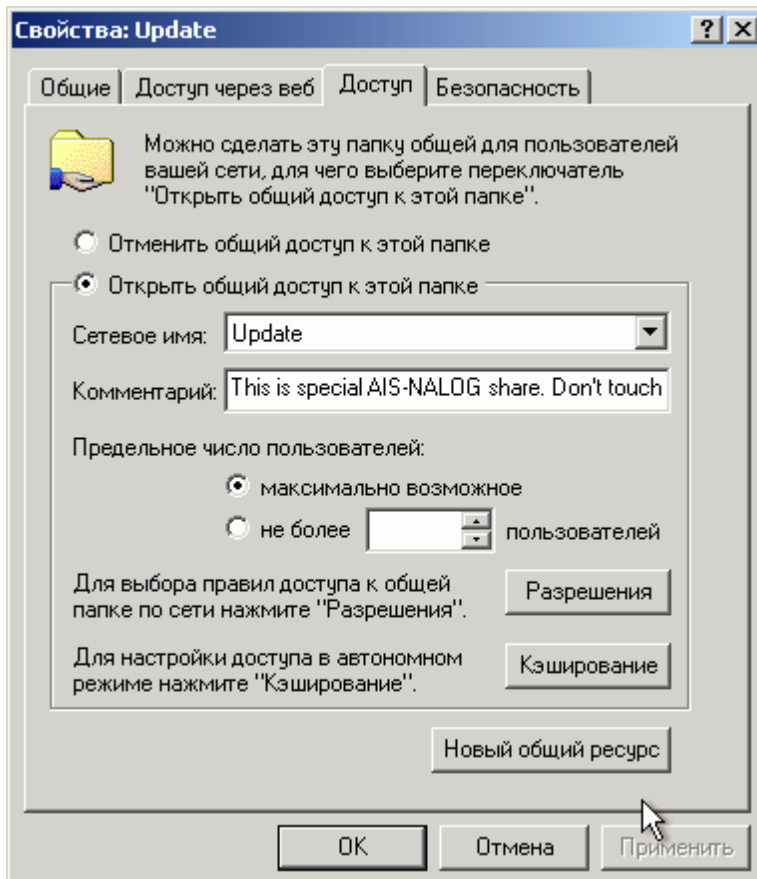 Свойства: Update
Общие Доступ через веб Доступ Безопасность
Можно сделать эту папку общей для пользователей
вашей сети, для чего выберите переключатель
"Открыть общий доступ к этой папке".
Отменить общий доступ к этой папке
Открыть общий доступ к этой папке
Сетевое имя: Update
Комментарий: This is special AIS-NALOG share. Don't touch
Предельное число пользователей:
максимально возможное
не более пользователей
Для выбора правил доступа к общей
папке по сети нажмите "Разрешения".
Разрешения
Для настройки доступа в автономном
режиме нажмите "Кэширование".
Кэширование
Новый общий ресурс
OK Отмена Применить